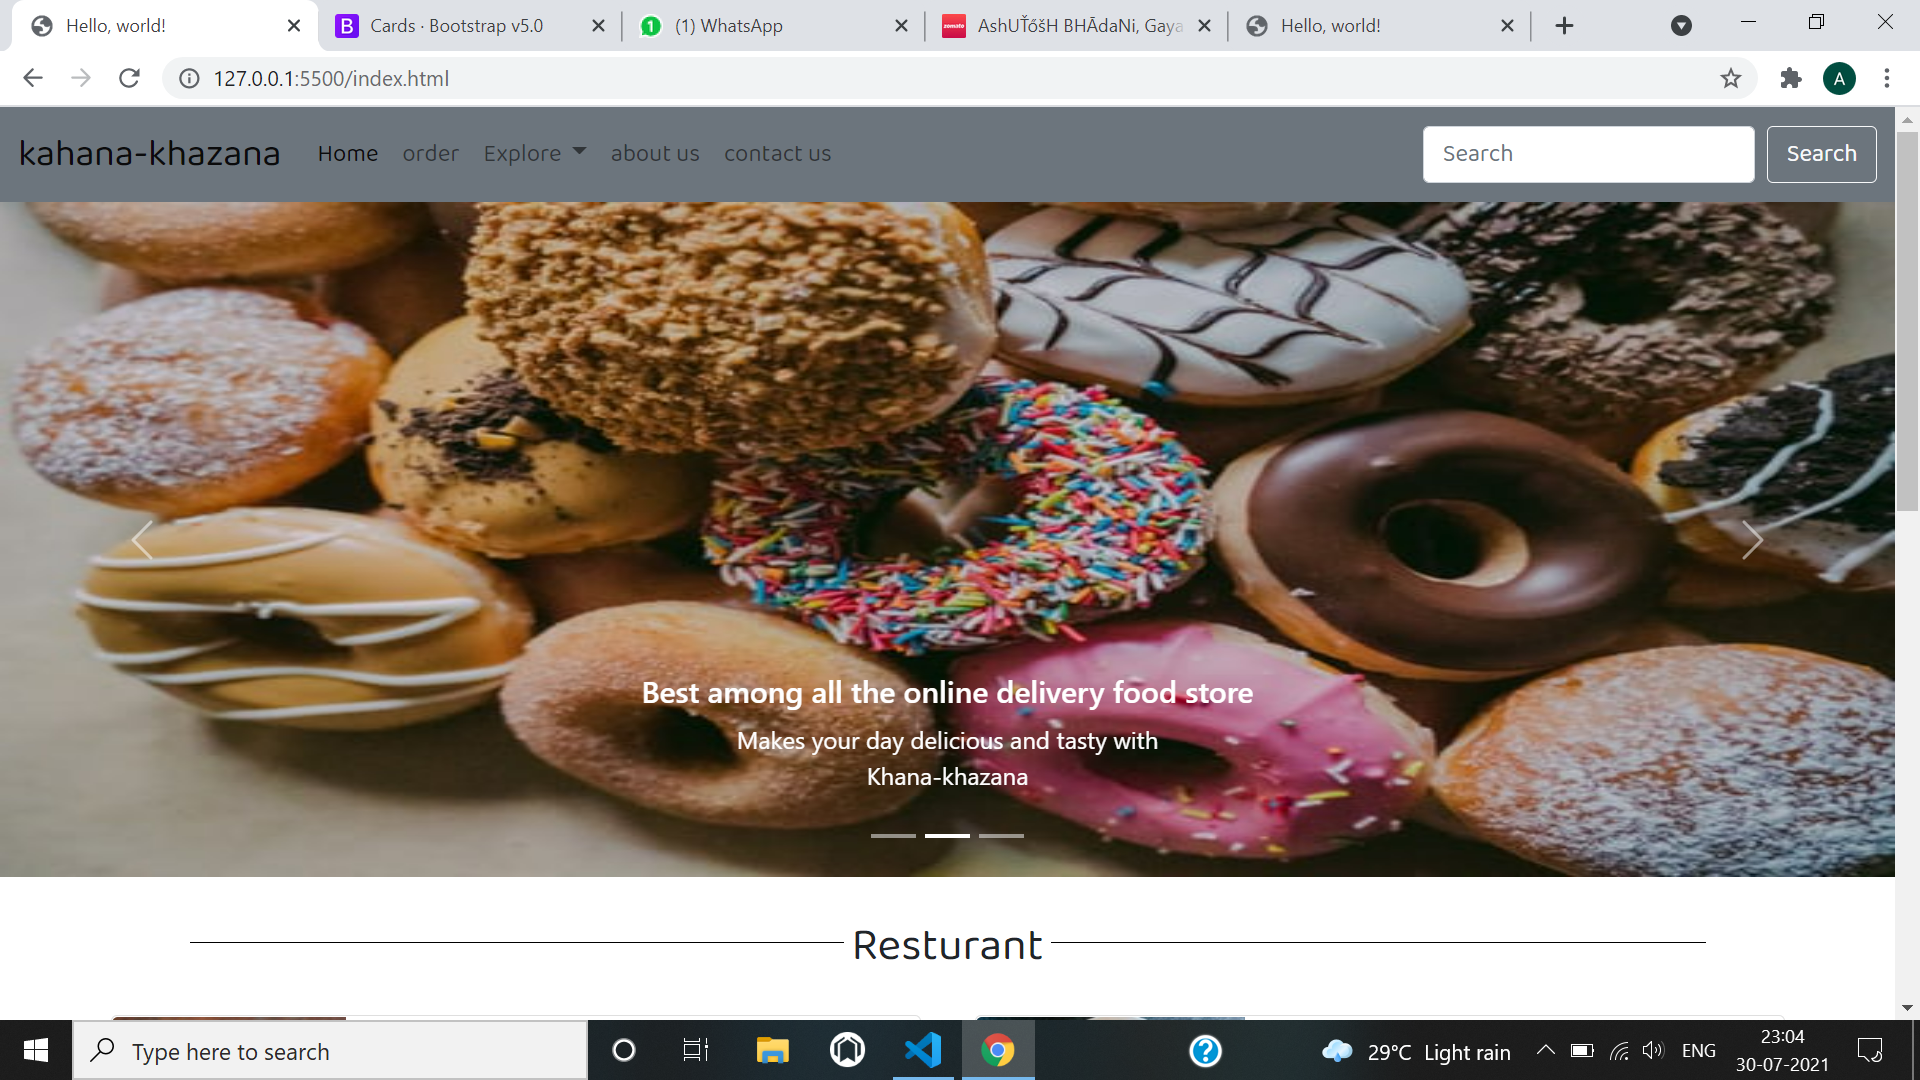 Hello, world!
Cards · Bootstrap v5.0
(1) WhatsApp
AshUŤőšH BHĀdaNi, Gaya
Hello, world!
127.0.0.1:5500/index.html
A
kahana-khazana
Home
order
Explore
about us
contact us
Search
Search
Best among all the online delivery food store
Makes your day delicious and tasty with
Khana-khazana
Resturant
Type here to search
29°C Light rain
ENG
23:04
30-07-2021